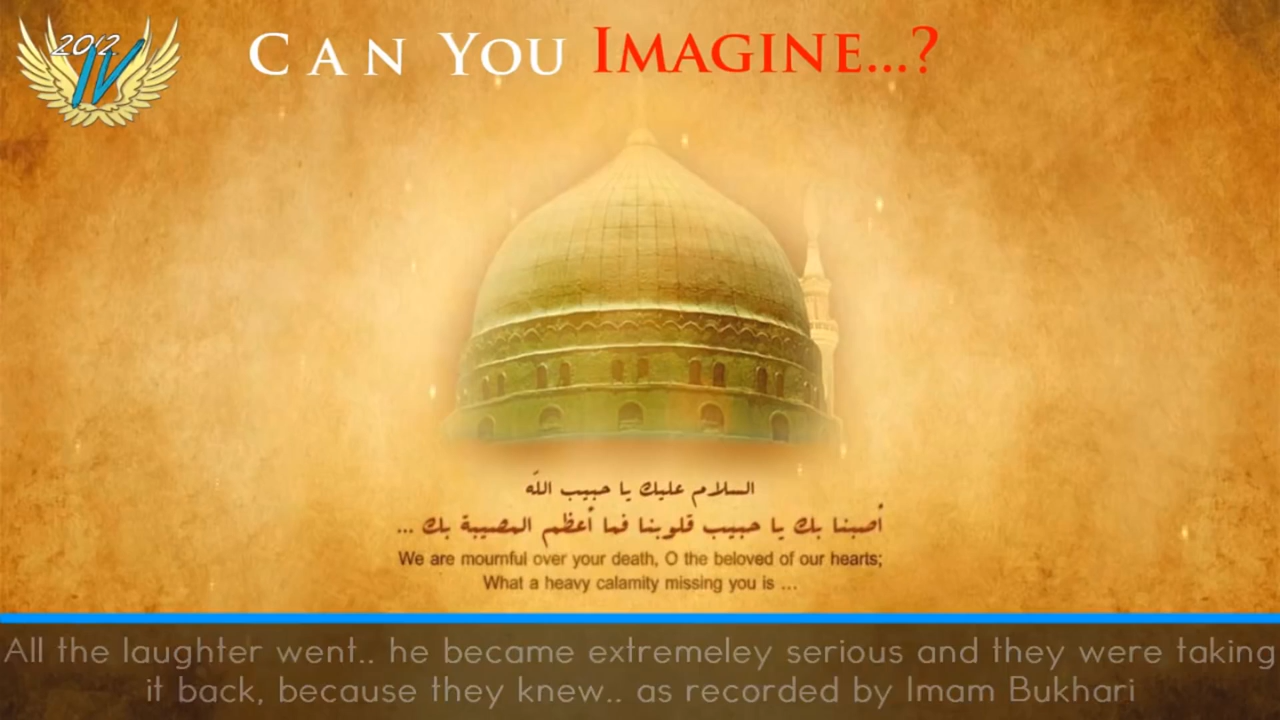 2012
IV
CAN YOU IMAGINE...?
السلام عليك يا حبيب اللّه
أصبنا بك يا حبيب قلوبنا فما أعظم المصيبة بك ...
We are mournful over your death, O the beloved of our hearts;
What a heavy calamity missing you is ...
All the laughter went.. he became extremeley serious and they were taking
it back, because they knew.. as recorded by Imam Bukhari